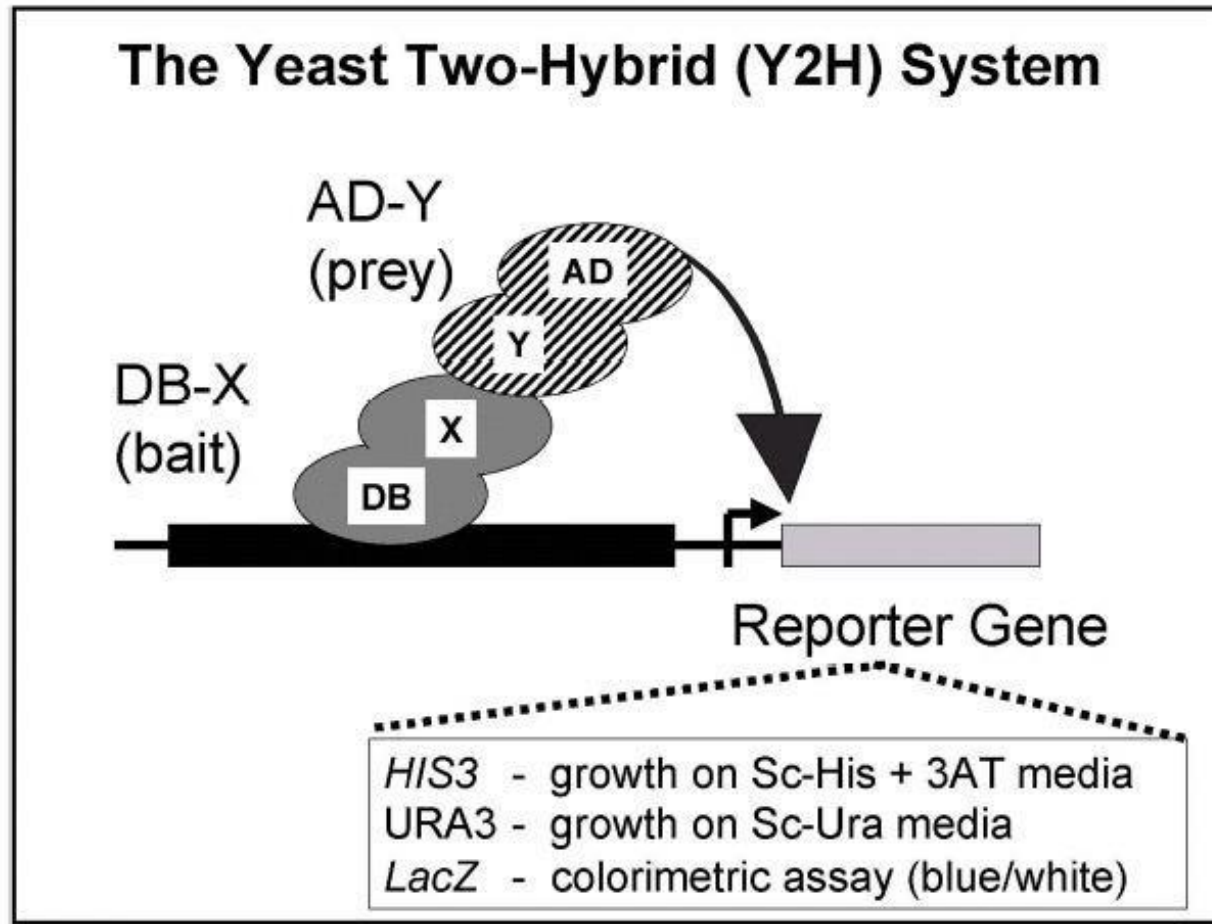 The Yeast Two-Hybrid (Y2H) System
AD-Y
(prey)
AD
Y
DB-X
(bait)
X
DB
Reporter Gene
HIS3 - growth on Sc-His + 3AT media
URA3 - growth on Sc-Ura media
LacZ - colorimetric assay (blue/white)